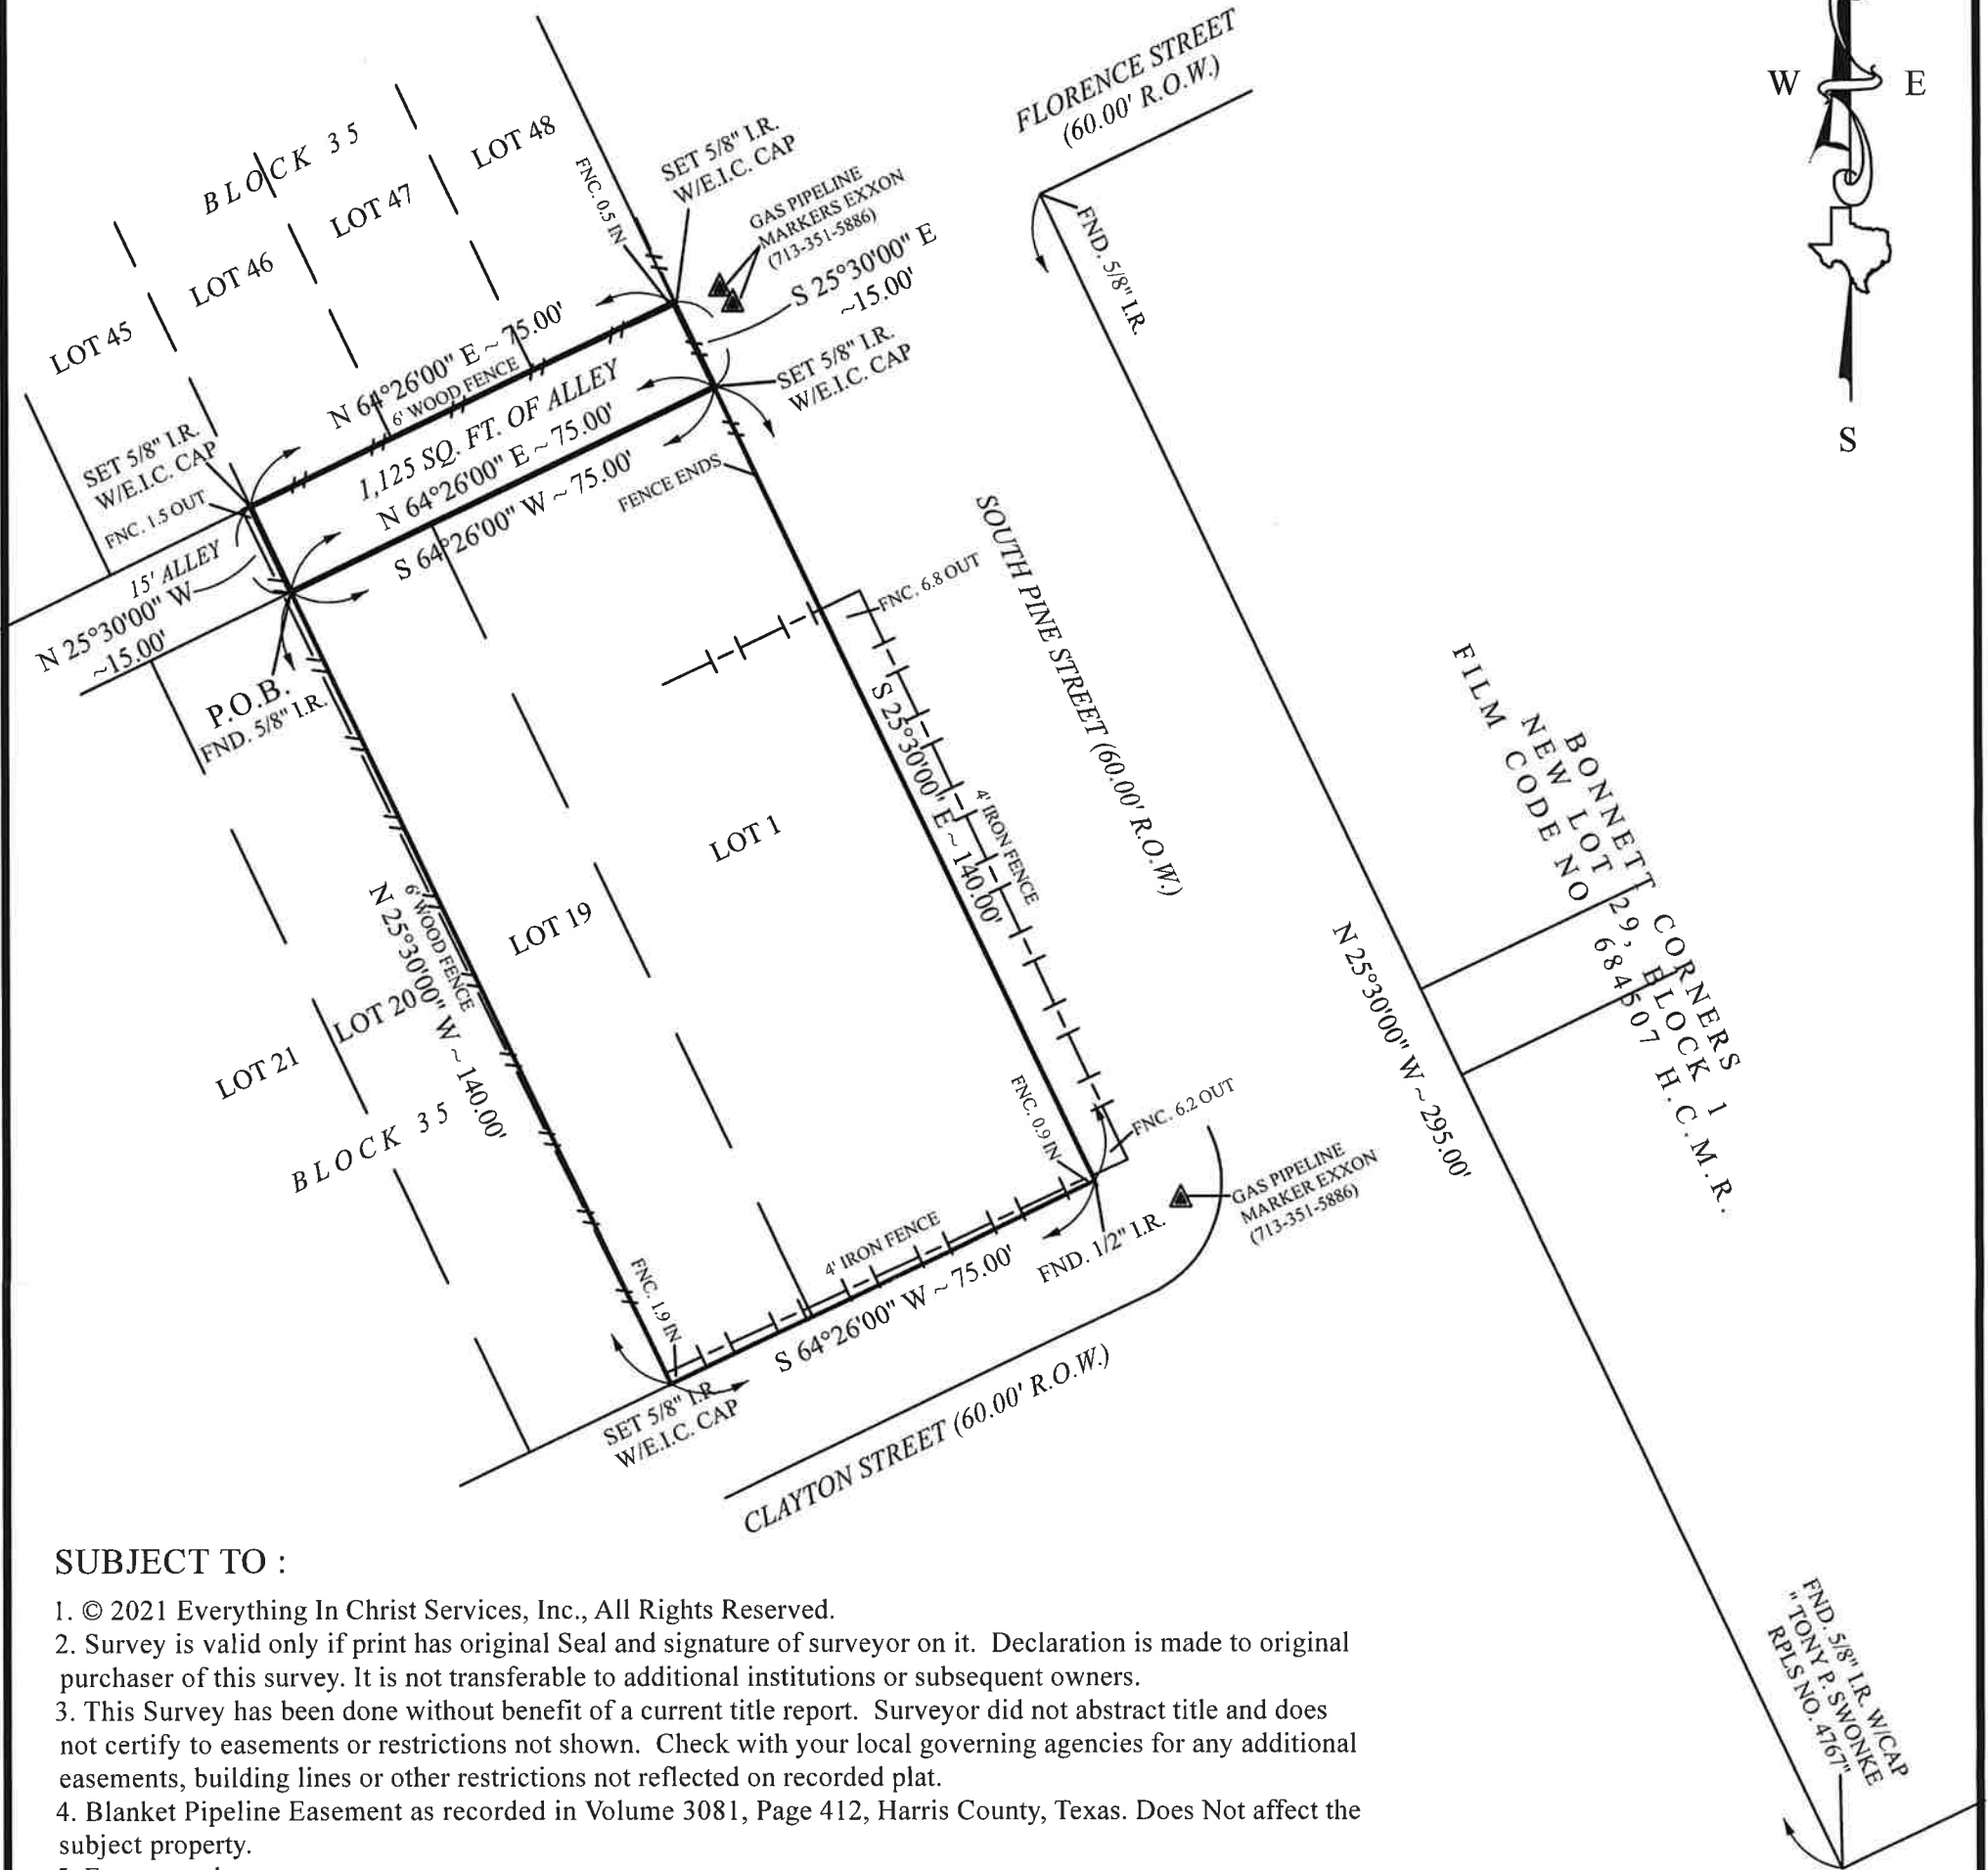 FLORENCE STREET
(60.00' R.O.W.)
W E
S
BLOCK 35
LOT 48
LOT 47
LOT 46
LOT 45
FNC. 0.5 IN
SET 5/8" I.R.
W/E.I.C. CAP
GAS PIPELINE
MARKERS EXXON
(713-351-5886)
S 25°30'00" E
~15.00'
SET 5/8" I.R.
W/E.I.C. CAP
FND. 5/8" I.R.
N 64°26'00" E ~ 75.00'
6' WOOD FENCE
1,125 SQ. FT. OF ALLEY
N 64°26'00" E ~ 75.00'
S 64°26'00" W ~ 75.00'
FENCE ENDS
SET 5/8" I.R.
W/E.I.C. CAP
FNC. 1.5 OUT
15' ALLEY
N 25°30'00" W
~15.00'
P.O.B.
FND. 5/8" I.R.
FNC. 6.8 OUT
SOUTH PINE STREET (60.00' R.O.W.)
S 25°30'00" E ~ 140.00'
4' IRON FENCE
LOT 1
LOT 19
LOT 20
LOT 21
6' WOOD FENCE
N 25°30'00" W ~ 140.00'
BLOCK 35
BONNETT CORNERS
NEW LOT 29, BLOCK 1
FILM CODE NO 684507 H.C.M.R.
N 25°30'00" W ~ 295.00'
FNC. 0.9 IN
FNC. 6.2 OUT
GAS PIPELINE
MARKER EXXON
(713-351-5886)
FND. 1/2" I.R.
4' IRON FENCE
S 64°26'00" W ~ 75.00'
FNC. 1.9 IN
SET 5/8" I.R.
W/E.I.C. CAP
CLAYTON STREET (60.00' R.O.W.)
FND. 5/8" I.R. W/CAP
"TONY P. SWONKE
RPLS NO. 4767"
SUBJECT TO :
1. © 2021 Everything In Christ Services, Inc., All Rights Reserved.
2. Survey is valid only if print has original Seal and signature of surveyor on it. Declaration is made to original
purchaser of this survey. It is not transferable to additional institutions or subsequent owners.
3. This Survey has been done without benefit of a current title report. Surveyor did not abstract title and does
not certify to easements or restrictions not shown. Check with your local governing agencies for any additional
easements, building lines or other restrictions not reflected on recorded plat.
4. Blanket Pipeline Easement as recorded in Volume 3081, Page 412, Harris County, Texas. Does Not affect the
subject property.